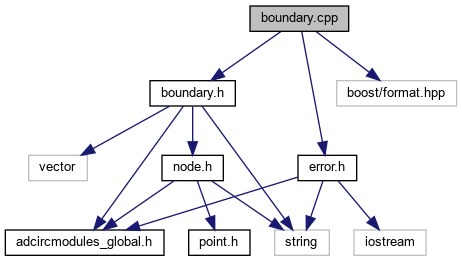 boundary.cpp
boundary.h
boost/format.hpp
vector
node.h
error.h
adcircmodules_global.h
point.h
string
iostream